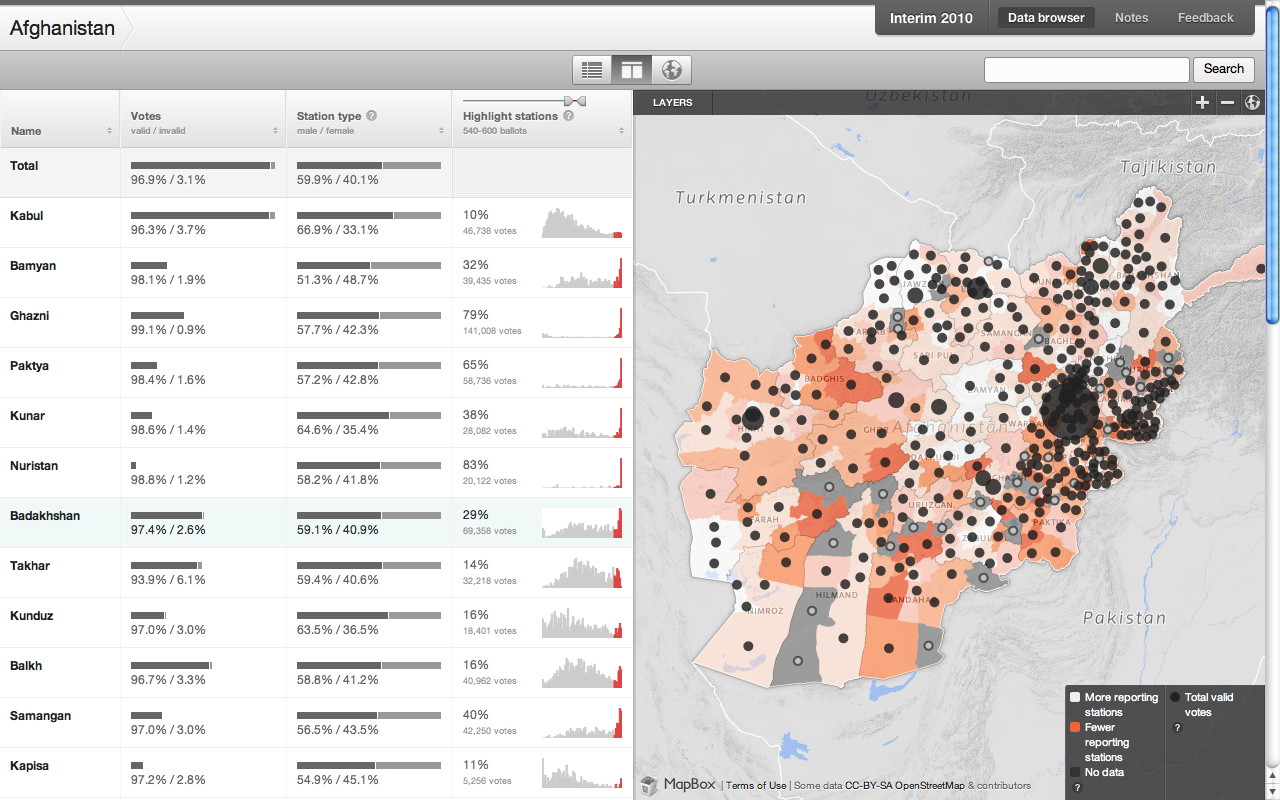 Afghanistan
Interim 2010
Data browser
Notes
Feedback
Search
Name
Votes
valid / invalid
Station type ?
male / female
Highlight stations ?
540-600 ballots
Total
96.9% / 3.1%
59.9% / 40.1%
Kabul
96.3% / 3.7%
66.9% / 33.1%
10%
46,738 votes
Bamyan
98.1% / 1.9%
51.3% / 48.7%
32%
39,435 votes
Ghazni
99.1% / 0.9%
57.7% / 42.3%
79%
141,008 votes
Paktya
98.4% / 1.6%
57.2% / 42.8%
65%
58,736 votes
Kunar
98.6% / 1.4%
64.6% / 35.4%
38%
28,082 votes
Nuristan
98.8% / 1.2%
58.2% / 41.8%
83%
20,122 votes
Badakhshan
97.4% / 2.6%
59.1% / 40.9%
29%
69,358 votes
Takhar
93.9% / 6.1%
59.4% / 40.6%
14%
32,218 votes
Kunduz
97.0% / 3.0%
63.5% / 36.5%
16%
18,401 votes
Balkh
96.7% / 3.3%
58.8% / 41.2%
16%
40,962 votes
Samangan
97.0% / 3.0%
56.5% / 43.5%
40%
42,250 votes
Kapisa
97.2% / 2.8%
54.9% / 45.1%
11%
5,256 votes
LAYERS
Uzbekistan
Tajikistan
Turkmenistan
SAMANGAN
BAGHLAN
SARI PUL
BADGHIS
BAMYAN
Afghanistan
URUZGAN
FARAH
PAKTIKA
HILMAND
NIMROZ
Pakistan
More reporting
stations
Fewer
reporting
stations
No data
?
Total valid
votes
?
MapBox | Terms of Use | Some data CC-BY-SA OpenStreetMap & contributors